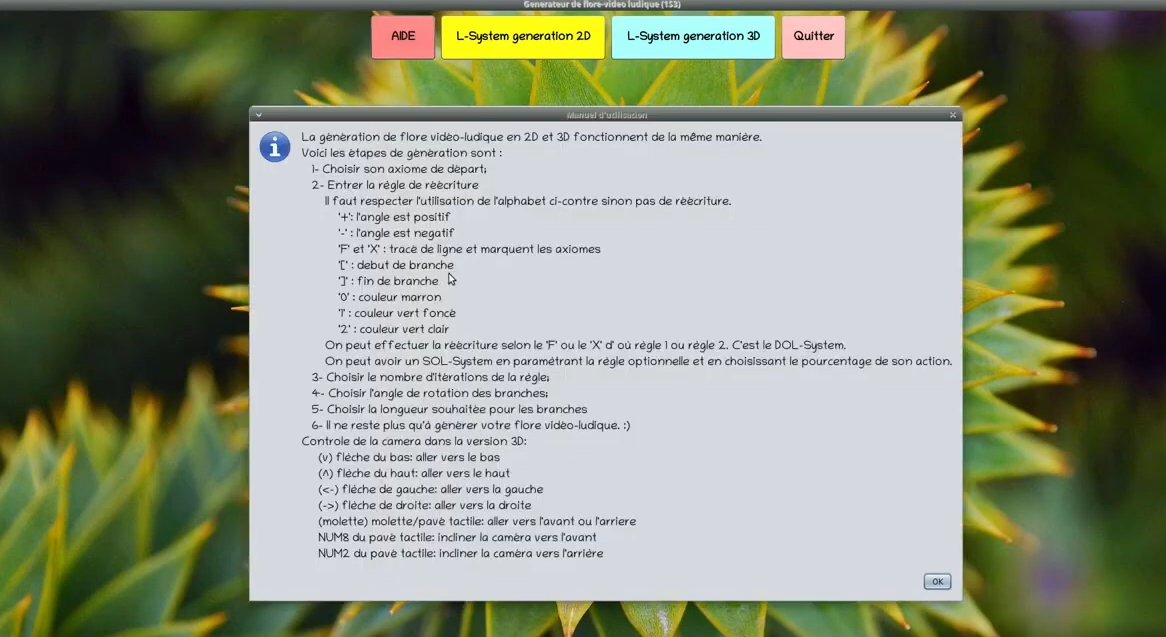 Generateur de flore-video ludique (1S3)
AIDE
L-System generation 2D
L-System generation 3D
Quitter
Manuel d'utilisation
La génération de flore vidéo-ludique en 2D et 3D fonctionnent de la même manière.
Voici les étapes de génération sont :
1- Choisir son axiome de départ;
2- Entrer la régle de réécriture
Il faut respecter l'utilisation de l'alphabet ci-contre sinon pas de réécriture.
'+': l'angle est positif
'-' : l'angle est negatif
'F' et 'X' : tracé de ligne et marquent les axiomes
'[' : debut de branche
']' : fin de branche
'0' : couleur marron
'1' : couleur vert foncé
'2' : couleur vert clair
On peut effectuer la réécriture selon le 'F' ou le 'X' d' où régle 1 ou régle 2. C'est le DOL-System.
On peut avoir un SOL-System en paramétrant la régle optionnelle et en choisissant le pourcentage de son action.
3- Choisir le nombre d'itérations de la régle;
4- Choisir l'angle de rotation des branches;
5- Choisir la longueur souhaitée pour les branches
6- Il ne reste plus qu'à générer votre flore vidéo-ludique. :)
Controle de la camera dans la version 3D:
(v) fléche du bas: aller vers le bas
(^) fléche du haut: aller vers le haut
(<-) fléche de gauche: aller vers la gauche
(->) fléche de droite: aller vers la droite
(molette) molette/pavé tactile: aller vers l'avant ou l'arriere
NUM8 du pavé tactile: incliner la caméra vers l'avant
NUM2 du pavé tactile: incliner la caméra vers l'arriére
OK